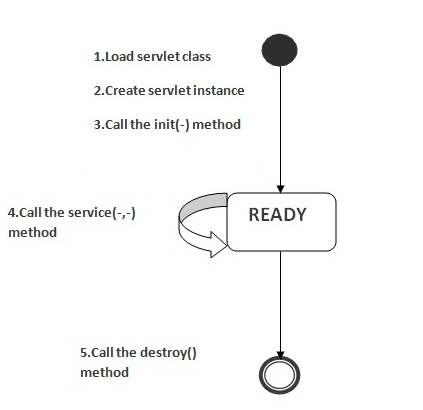 1.Load servlet class
2.Create servlet instance
3.Call the init(-) method
READY
4.Call the service(-,-)
method
5.Call the destroy()
method